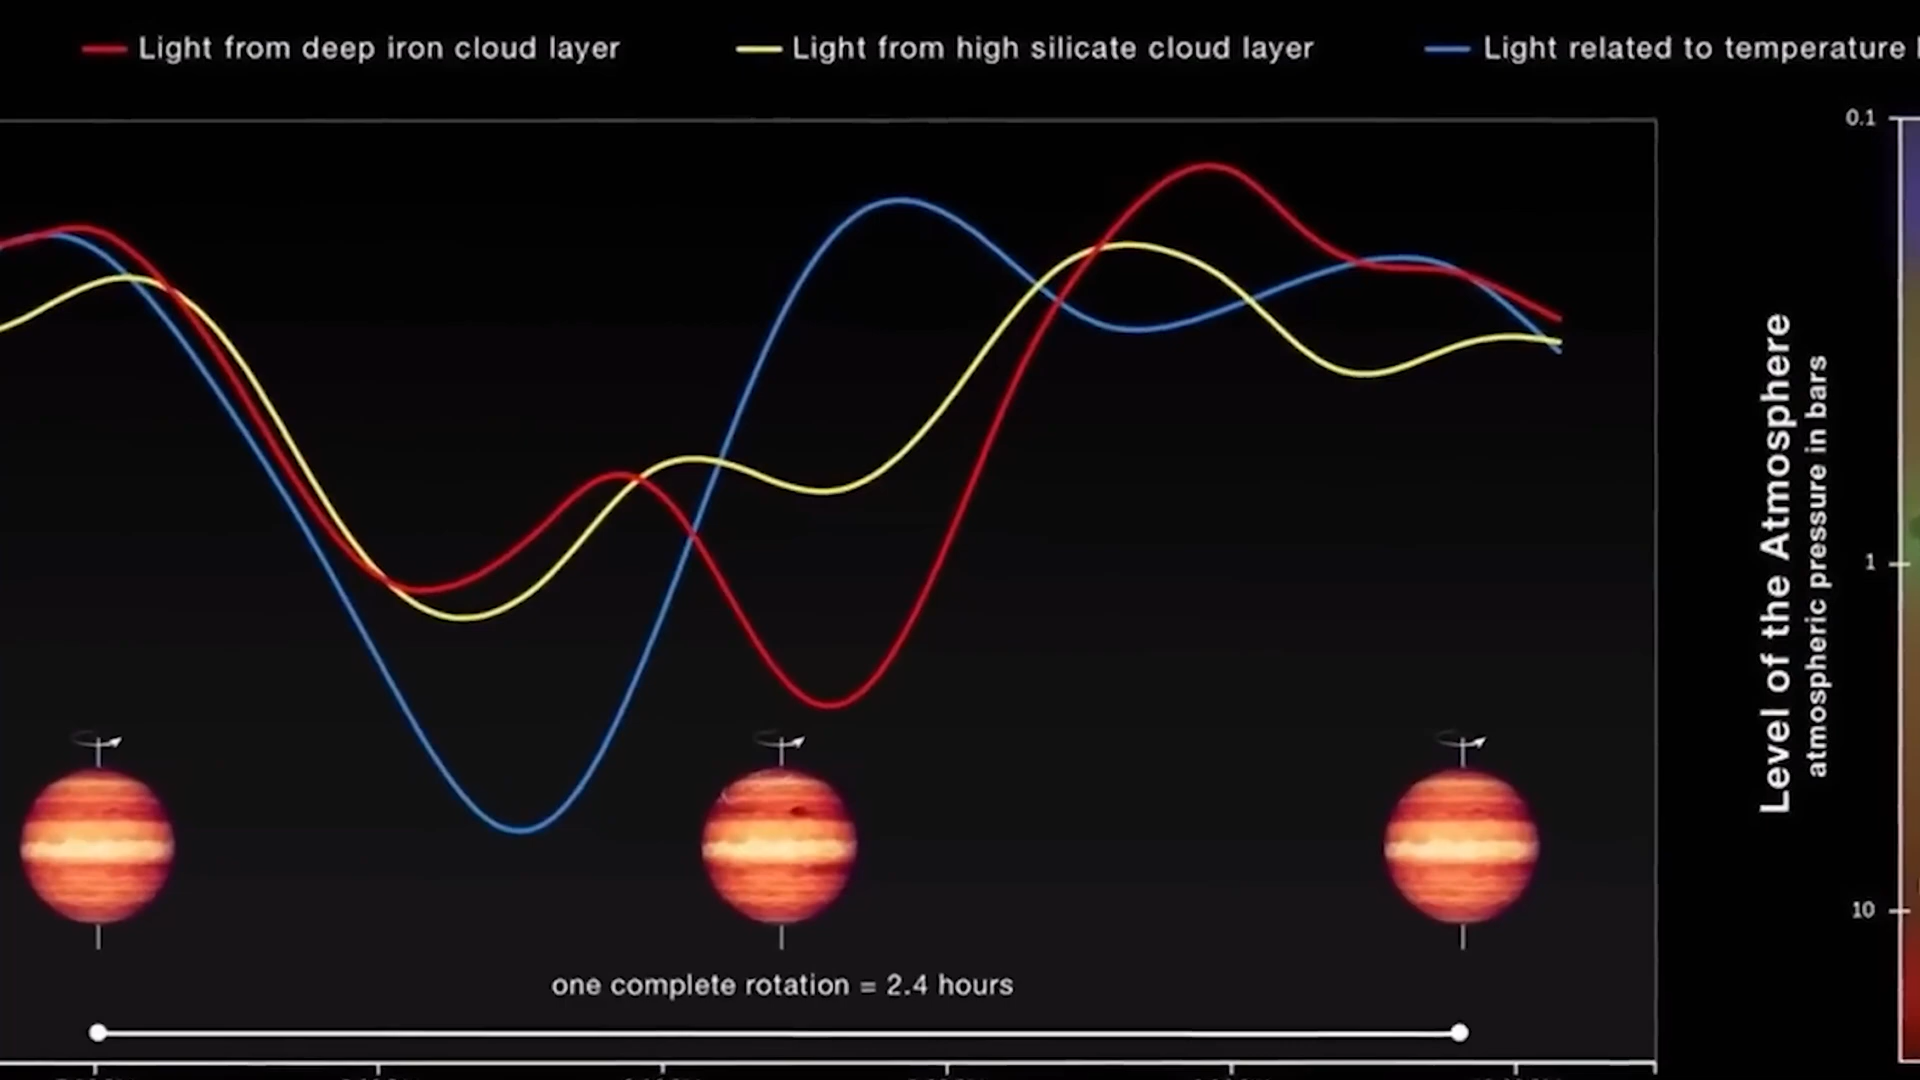 Light from deep iron cloud layer
Light from high silicate cloud layer
Light related to temperature
0.1
1
10
Level of the Atmosphere
atmospheric pressure in bars
one complete rotation = 2.4 hours